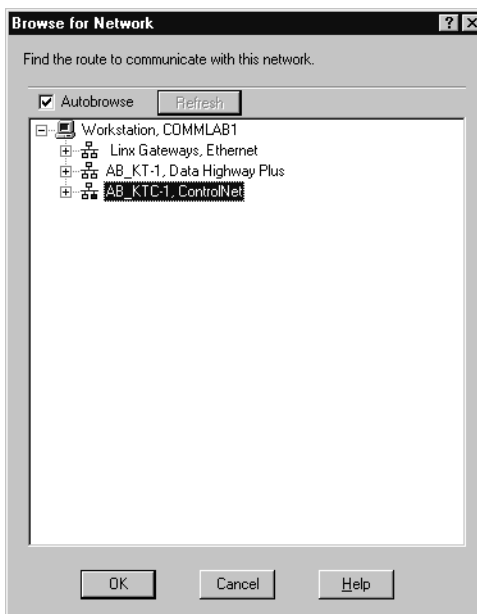 Browse for Network
Find the route to communicate with this network.
Autobrowse Refresh
Workstation, COMMLAB1
Linx Gateways, Ethernet
AB_KT-1, Data Highway Plus
AB_KTC-1, ControlNet
OK Cancel Help